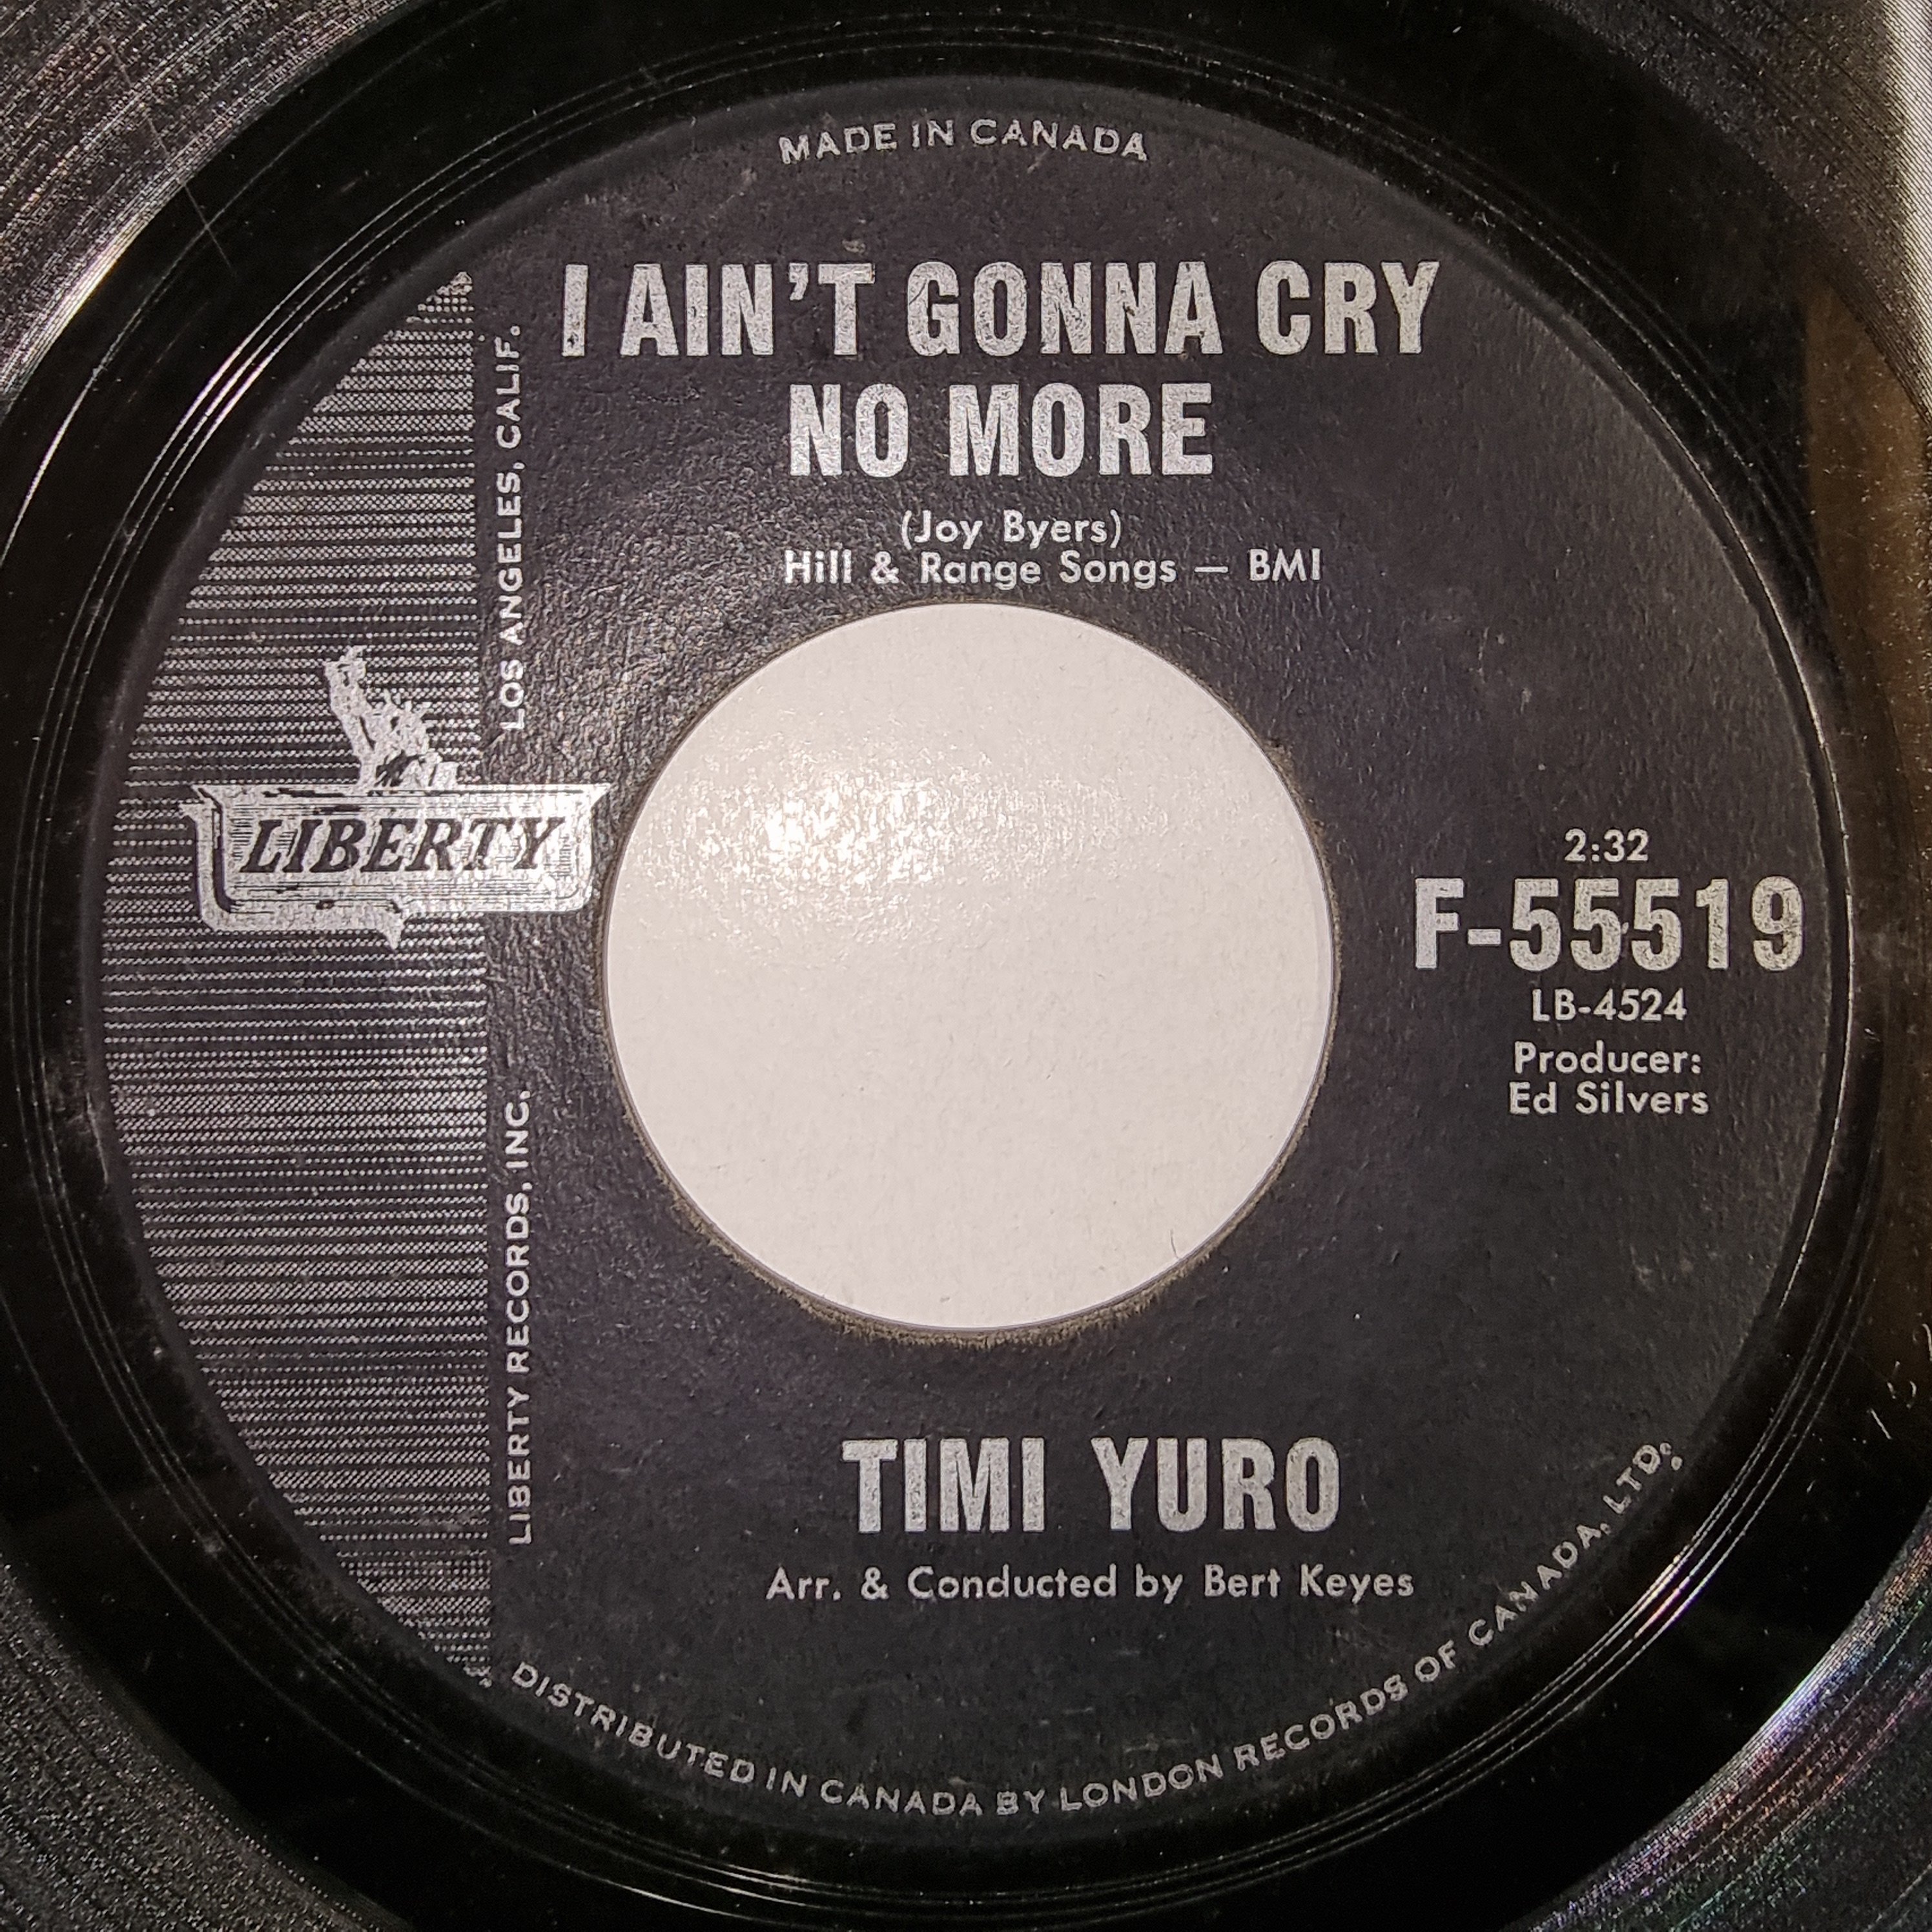 MADE IN CANADA
I AIN'T GONNA CRY
NO MORE
(Joy Byers)
Hill & Range Songs — BMI
LOS ANGELES, CALIF.
LIBERTY
LIBERTY RECORDS, INC.
2:32
F-55519
LB-4524
Producer:
Ed Silvers
TIMI YURO
Arr. & Conducted by Bert Keyes
DISTRIBUTED IN CANADA BY LONDON RECORDS OF CANADA, LTD.